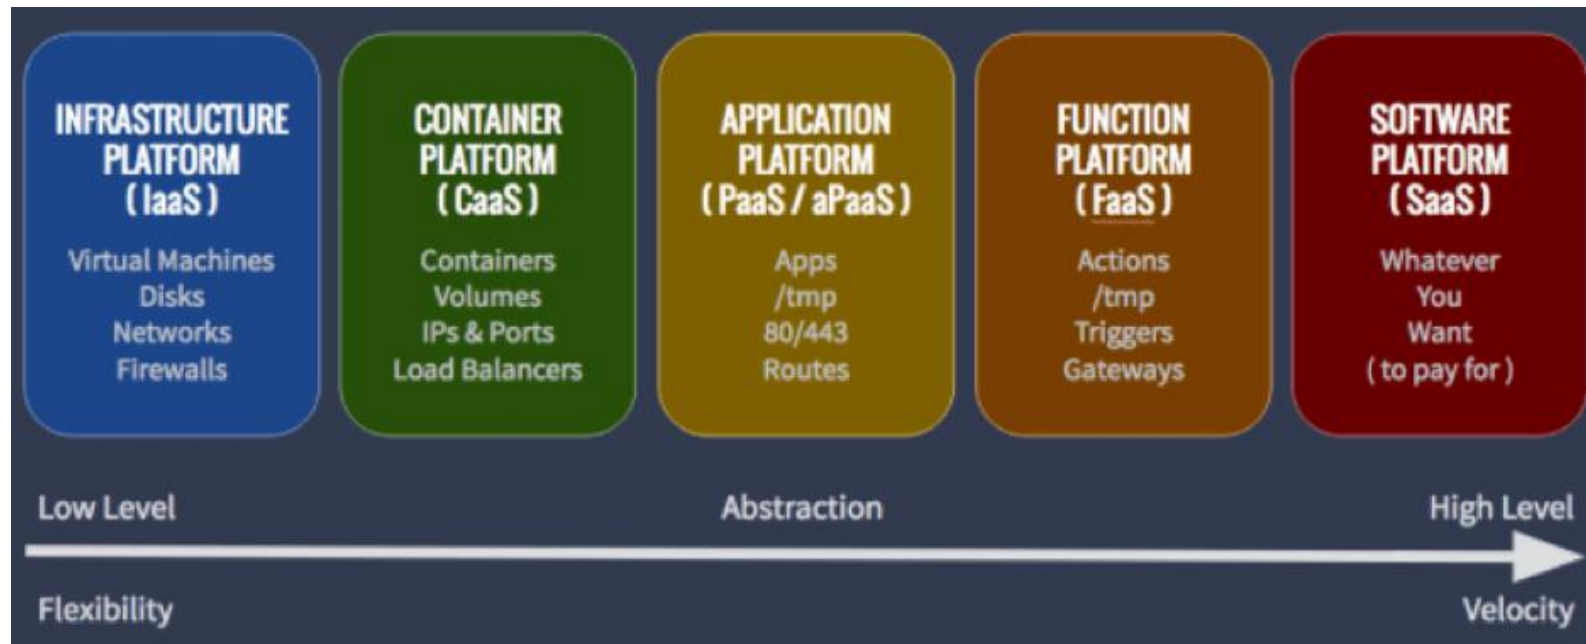 INFRASTRUCTURE
PLATFORM
( IaaS )
Virtual Machines
Disks
Networks
Firewalls
CONTAINER
PLATFORM
( CaaS )
Containers
Volumes
IPs & Ports
Load Balancers
APPLICATION
PLATFORM
( PaaS / aPaaS )
Apps
/tmp
80/443
Routes
FUNCTION
PLATFORM
( FaaS )
Actions
/tmp
Triggers
Gateways
SOFTWARE
PLATFORM
( SaaS )
Whatever
You
Want
( to pay for )
Low Level
Abstraction
High Level
Flexibility
Velocity